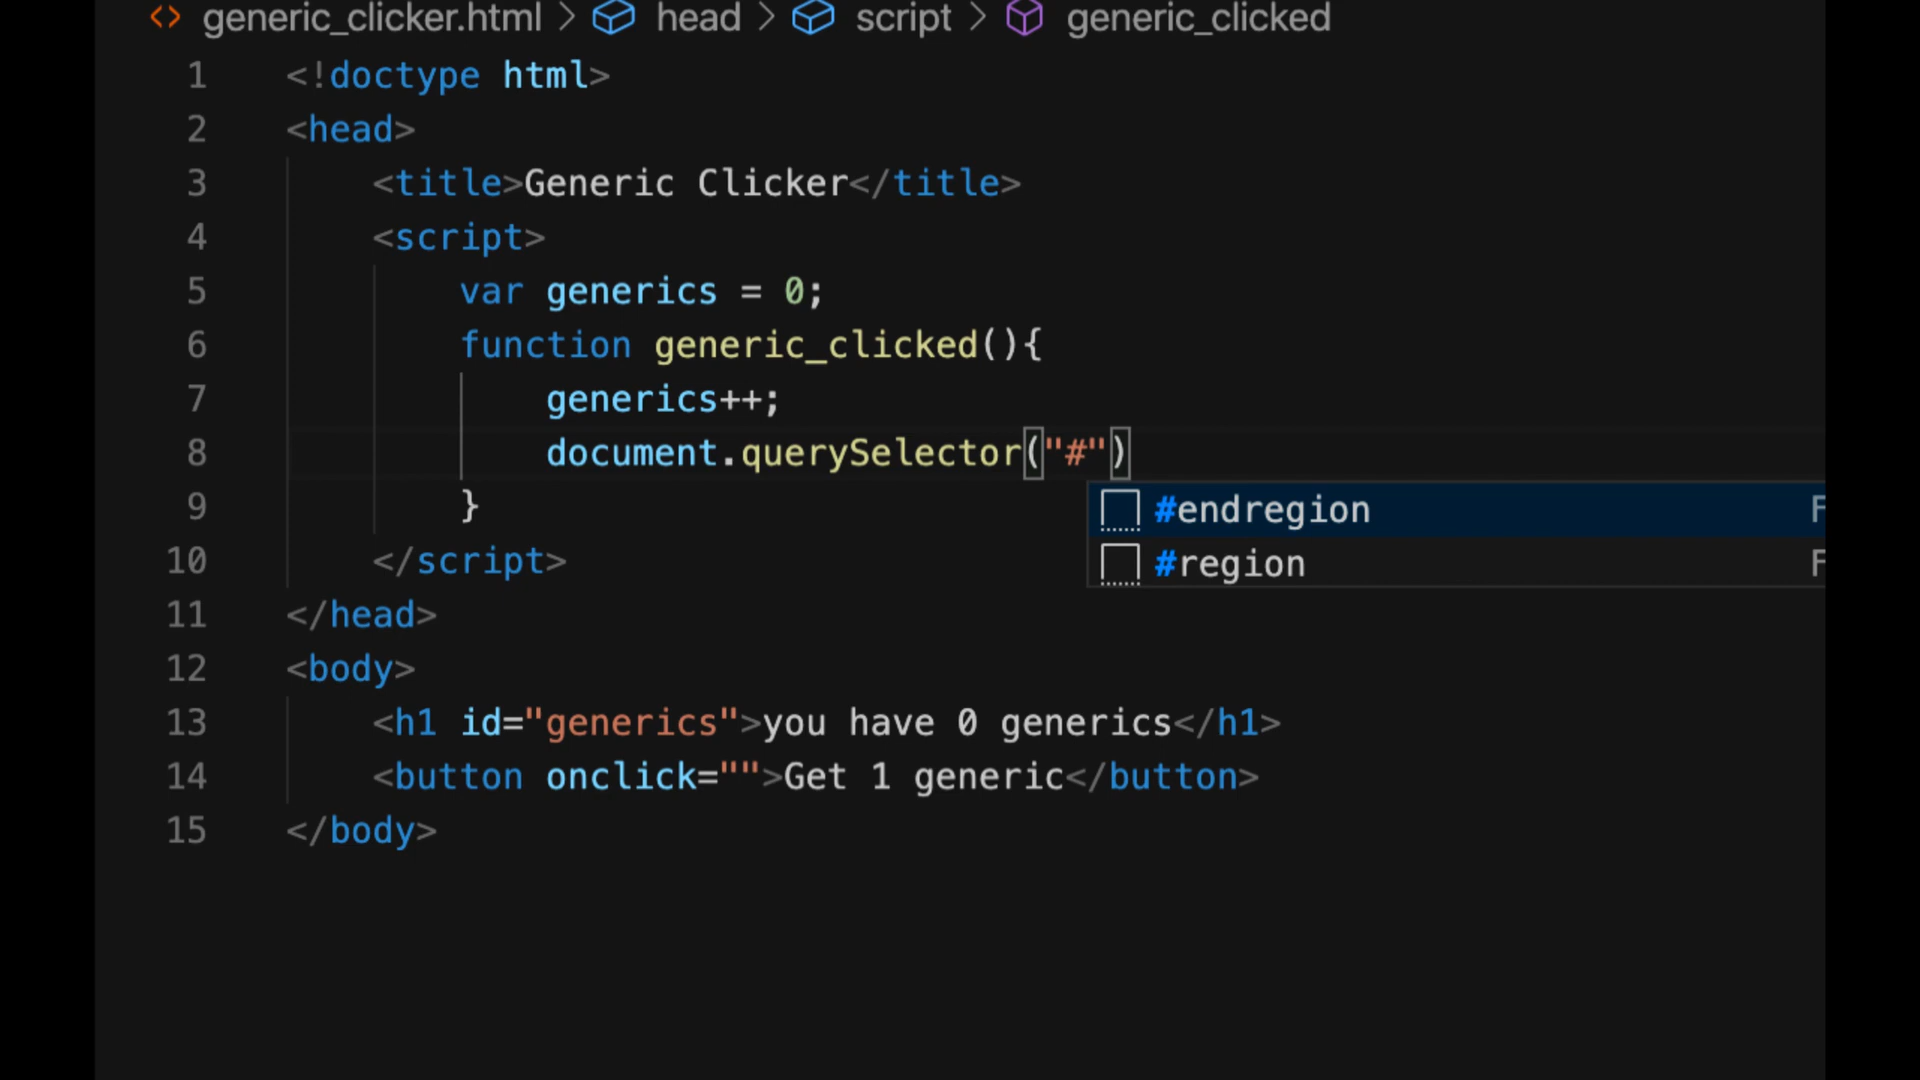 generic_clicker.html > head > script > generic_clicked
1 <!doctype html>
2 <head>
3 <title>Generic Clicker</title>
4 <script>
5 var generics = 0;
6 function generic_clicked(){
7 generics++;
8 document.querySelector("#")
#endregion F
9 }
#region F
10 </script>
11 </head>
12 <body>
13 <h1 id="generics">you have 0 generics</h1>
14 <button onclick="">Get 1 generic</button>
15 </body>